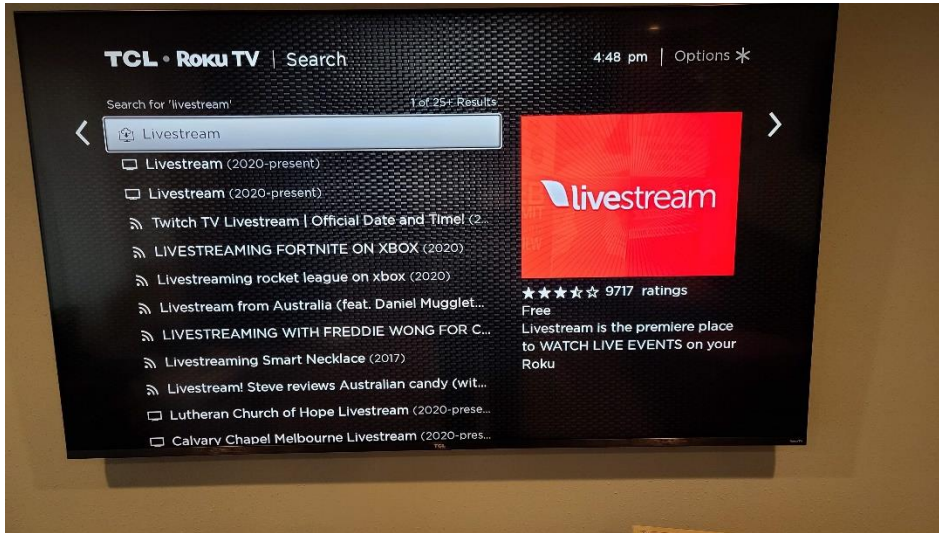 TCL • ROKU TV | Search
4:48 pm | Options
Search for 'livestream'
1 of 25+ Results
Livestream
Livestream (2020-present)
Livestream (2020-present)
Twitch TV Livestream | Official Date and Time! (2...
LIVESTREAMING FORTNITE ON XBOX (2020)
Livestreaming rocket league on xbox (2020)
Livestream from Australia (feat. Daniel Mugglet...
LIVESTREAMING WITH FREDDIE WONG FOR C...
Livestreaming Smart Necklace (2017)
Livestream! Steve reviews Australian candy (wit...
Lutheran Church of Hope Livestream (2020-prese...
Calvary Chapel Melbourne Livestream (2020-pres...
livestream
9717 ratings
Free
Livestream is the premiere place
to WATCH LIVE EVENTS on your
Roku
TCL